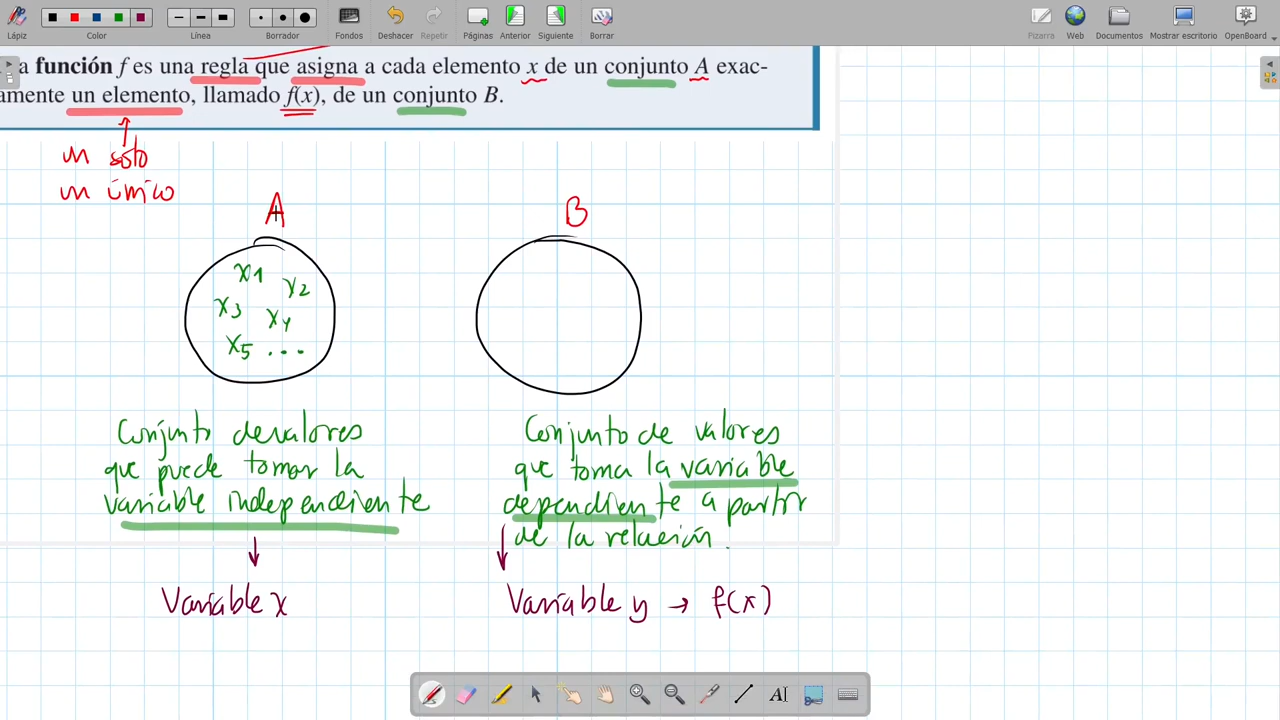 Lápiz
Color
Línea
Borrador
Fondos
Deshacer
Repetir
Páginas
Anterior
Siguiente
Borrar
Pizarra
Web
Documentos
Mostrar escritorio
OpenBoard
a función f es una regla que asigna a cada elemento x de un conjunto A exac-
amente un elemento, llamado f(x), de un conjunto B.
un solo
un único
A
B
x1
x2
x3
x4
x5 ...
Conjunto de valores
que puede tomar la
variable independiente
Conjunto de valores
que toma la variable
dependiente a partir
de la relación.
Variable x
Variable y → f(x)
AI